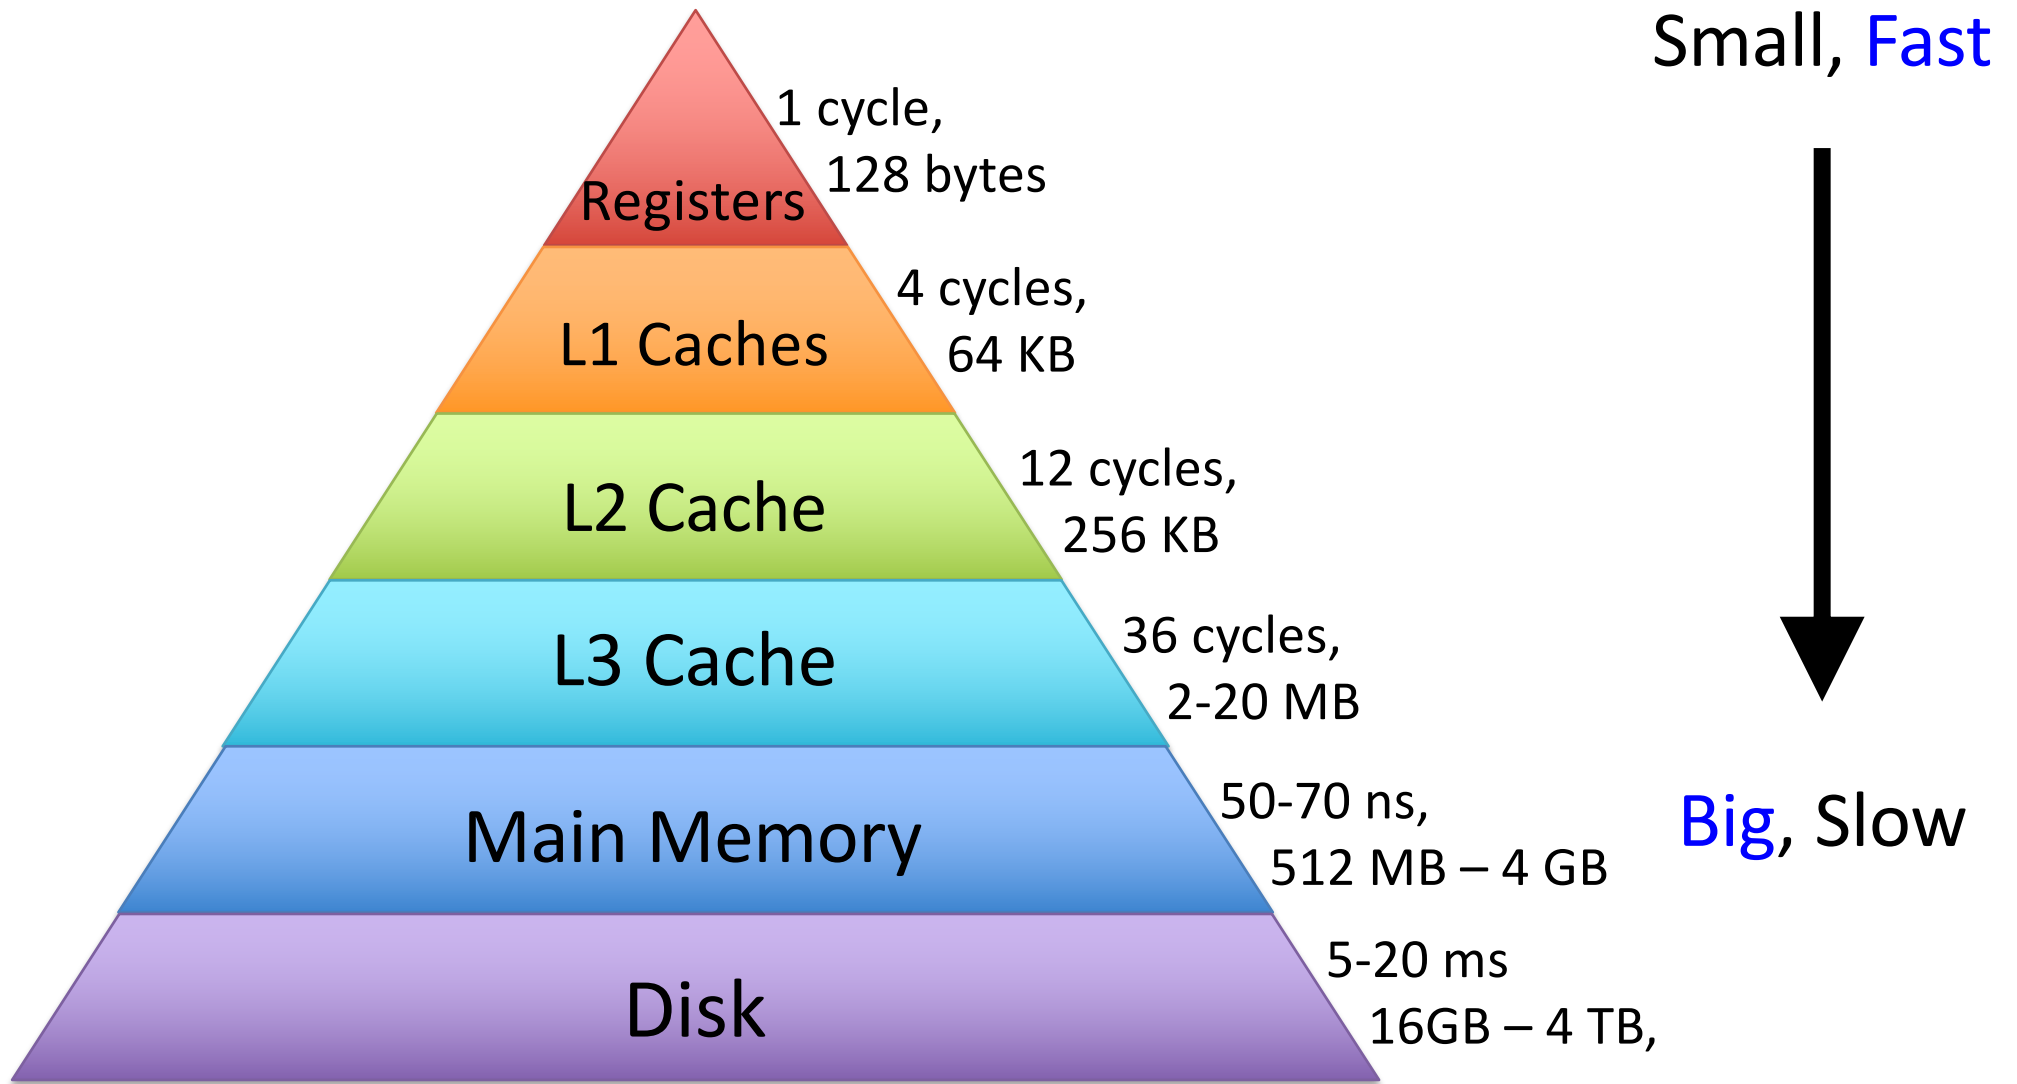 Small, Fast
1 cycle,
128 bytes
Registers
4 cycles,
64 KB
L1 Caches
12 cycles,
256 KB
L2 Cache
36 cycles,
2-20 MB
L3 Cache
50-70 ns,
512 MB – 4 GB
Main Memory
Big, Slow
5-20 ms
16GB – 4 TB,
Disk